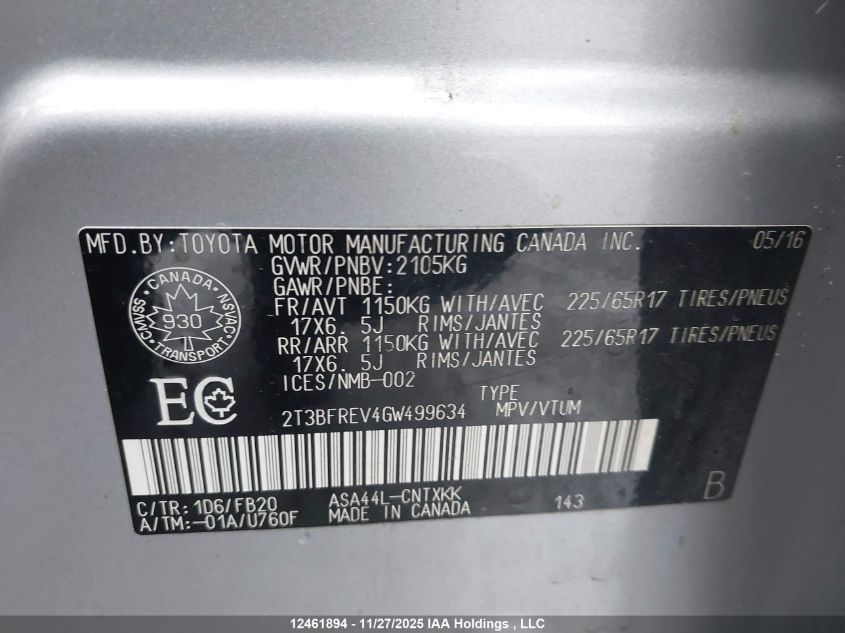 MFD.BY:TOYOTA MOTOR MANUFACTURING CANADA INC. 05/16
GVWR/PNBV:2105KG
GAWR/PNBE:
FR/AVT 1150KG WITH/AVEC 225/65R17 TIRES/PNEUS
17X6. 5J RIMS/JANTES
RR/ARR 1150KG WITH/AVEC 225/65R17 TIRES/PNEUS
17X6. 5J RIMS/JANTES
ICES/NMB-002
CANADA
CMVSS 930 NSVAC
TRANSPORT
EC
TYPE
2T3BFREV4GW499634 MPV/VTUM
C/TR: 1D6/FB20 ASA44L-CNTXKK B
A/TM:-01A/U760F MADE IN CANADA 143
12461894 - 11/27/2025 IAA Holdings , LLC